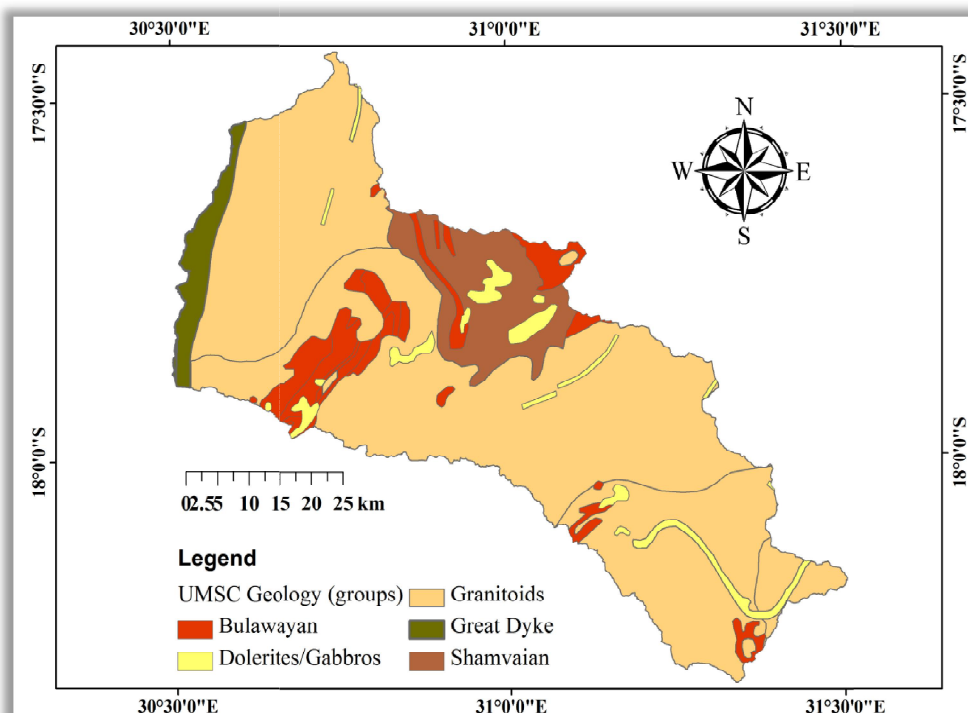 30°30'0"E 31°0'0"E 31°30'0"E
17°30'0"S 17°30'0"S
N
W E
S
18°0'0"S 18°0'0"S
02.55 10 15 20 25 km
Legend
UMSC Geology (groups) Granitoids
Bulawayan Great Dyke
Dolerites/Gabbros Shamvaian
30°30'0"E 31°0'0"E 31°30'0"E